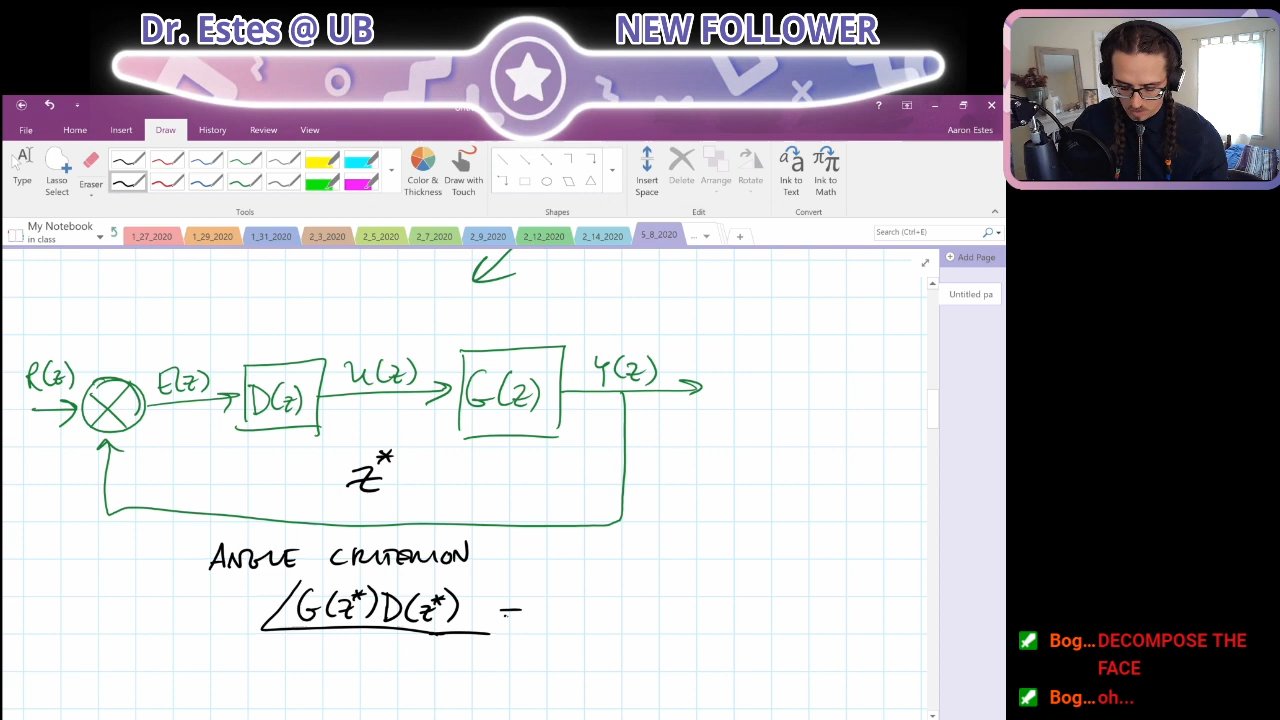 Dr. Estes @ UB NEW FOLLOWER
File Home Insert Draw History Review View Aaron Estes
Type Lasso Select Eraser Color & Thickness Draw with Touch Insert Space Delete Arrange Rotate Ink to Text Ink to Math
Tools Shapes Edit Convert
My Notebook
in class
1_27_2020 1_29_2020 1_31_2020 2_3_2020 2_5_2020 2_7_2020 2_9_2020 2_12_2020 2_14_2020 5_8_2020 ... Search (Ctrl+E)
Add Page
Untitled pa
R(z) E(z) D(z) U(z) G(z) Y(z)
z*
ANGLE CRITERION
∠G(z*)D(z*) =
Bog... DECOMPOSE THE
FACE
Bog... oh...